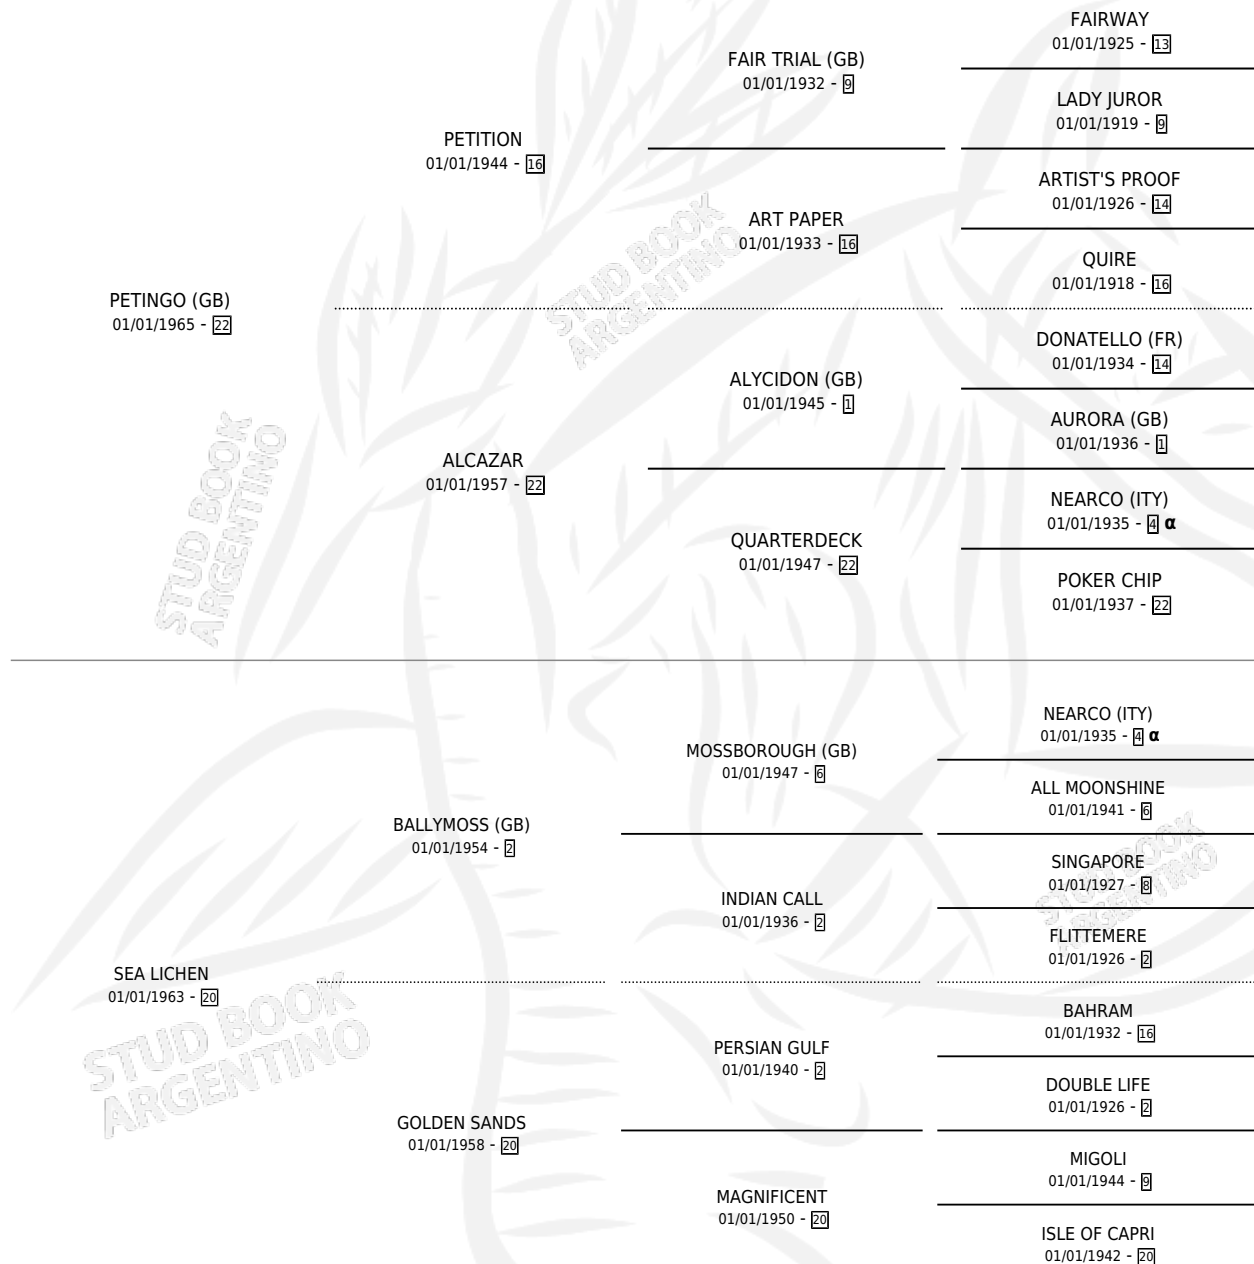 FAIRWAY
01/01/1925 - 13
FAIR TRIAL (GB)
01/01/1932 - 9
LADY JUROR
01/01/1919 - 9
PETITION
01/01/1944 - 16
ARTIST'S PROOF
01/01/1926 - 14
ART PAPER
01/01/1933 - 16
QUIRE
01/01/1918 - 16
STUD BOOK
ARGENTINO
PETINGO (GB)
01/01/1965 - 22
DONATELLO (FR)
01/01/1934 - 14
ALYCIDON (GB)
01/01/1945 - 1
AURORA (GB)
01/01/1936 - 1
ALCAZAR
01/01/1957 - 22
NEARCO (ITY)
01/01/1935 - 4 α
QUARTERDECK
01/01/1947 - 22
POKER CHIP
01/01/1937 - 22
STUD BOOK
ARGENTINO
NEARCO (ITY)
01/01/1935 - 4 α
MOSSBOROUGH (GB)
01/01/1947 - 6
ALL MOONSHINE
01/01/1941 - 6
BALLYMOSS (GB)
01/01/1954 - 2
SINGAPORE
01/01/1927 - 8
STUD BOOK
ARGENTINO
INDIAN CALL
01/01/1936 - 2
FLITTEMERE
01/01/1926 - 2
SEA LICHEN
01/01/1963 - 20
BAHRAM
01/01/1932 - 16
PERSIAN GULF
01/01/1940 - 2
DOUBLE LIFE
01/01/1926 - 2
STUD BOOK
ARGENTINO
GOLDEN SANDS
01/01/1958 - 20
MIGOLI
01/01/1944 - 9
MAGNIFICENT
01/01/1950 - 20
ISLE OF CAPRI
01/01/1942 - 20